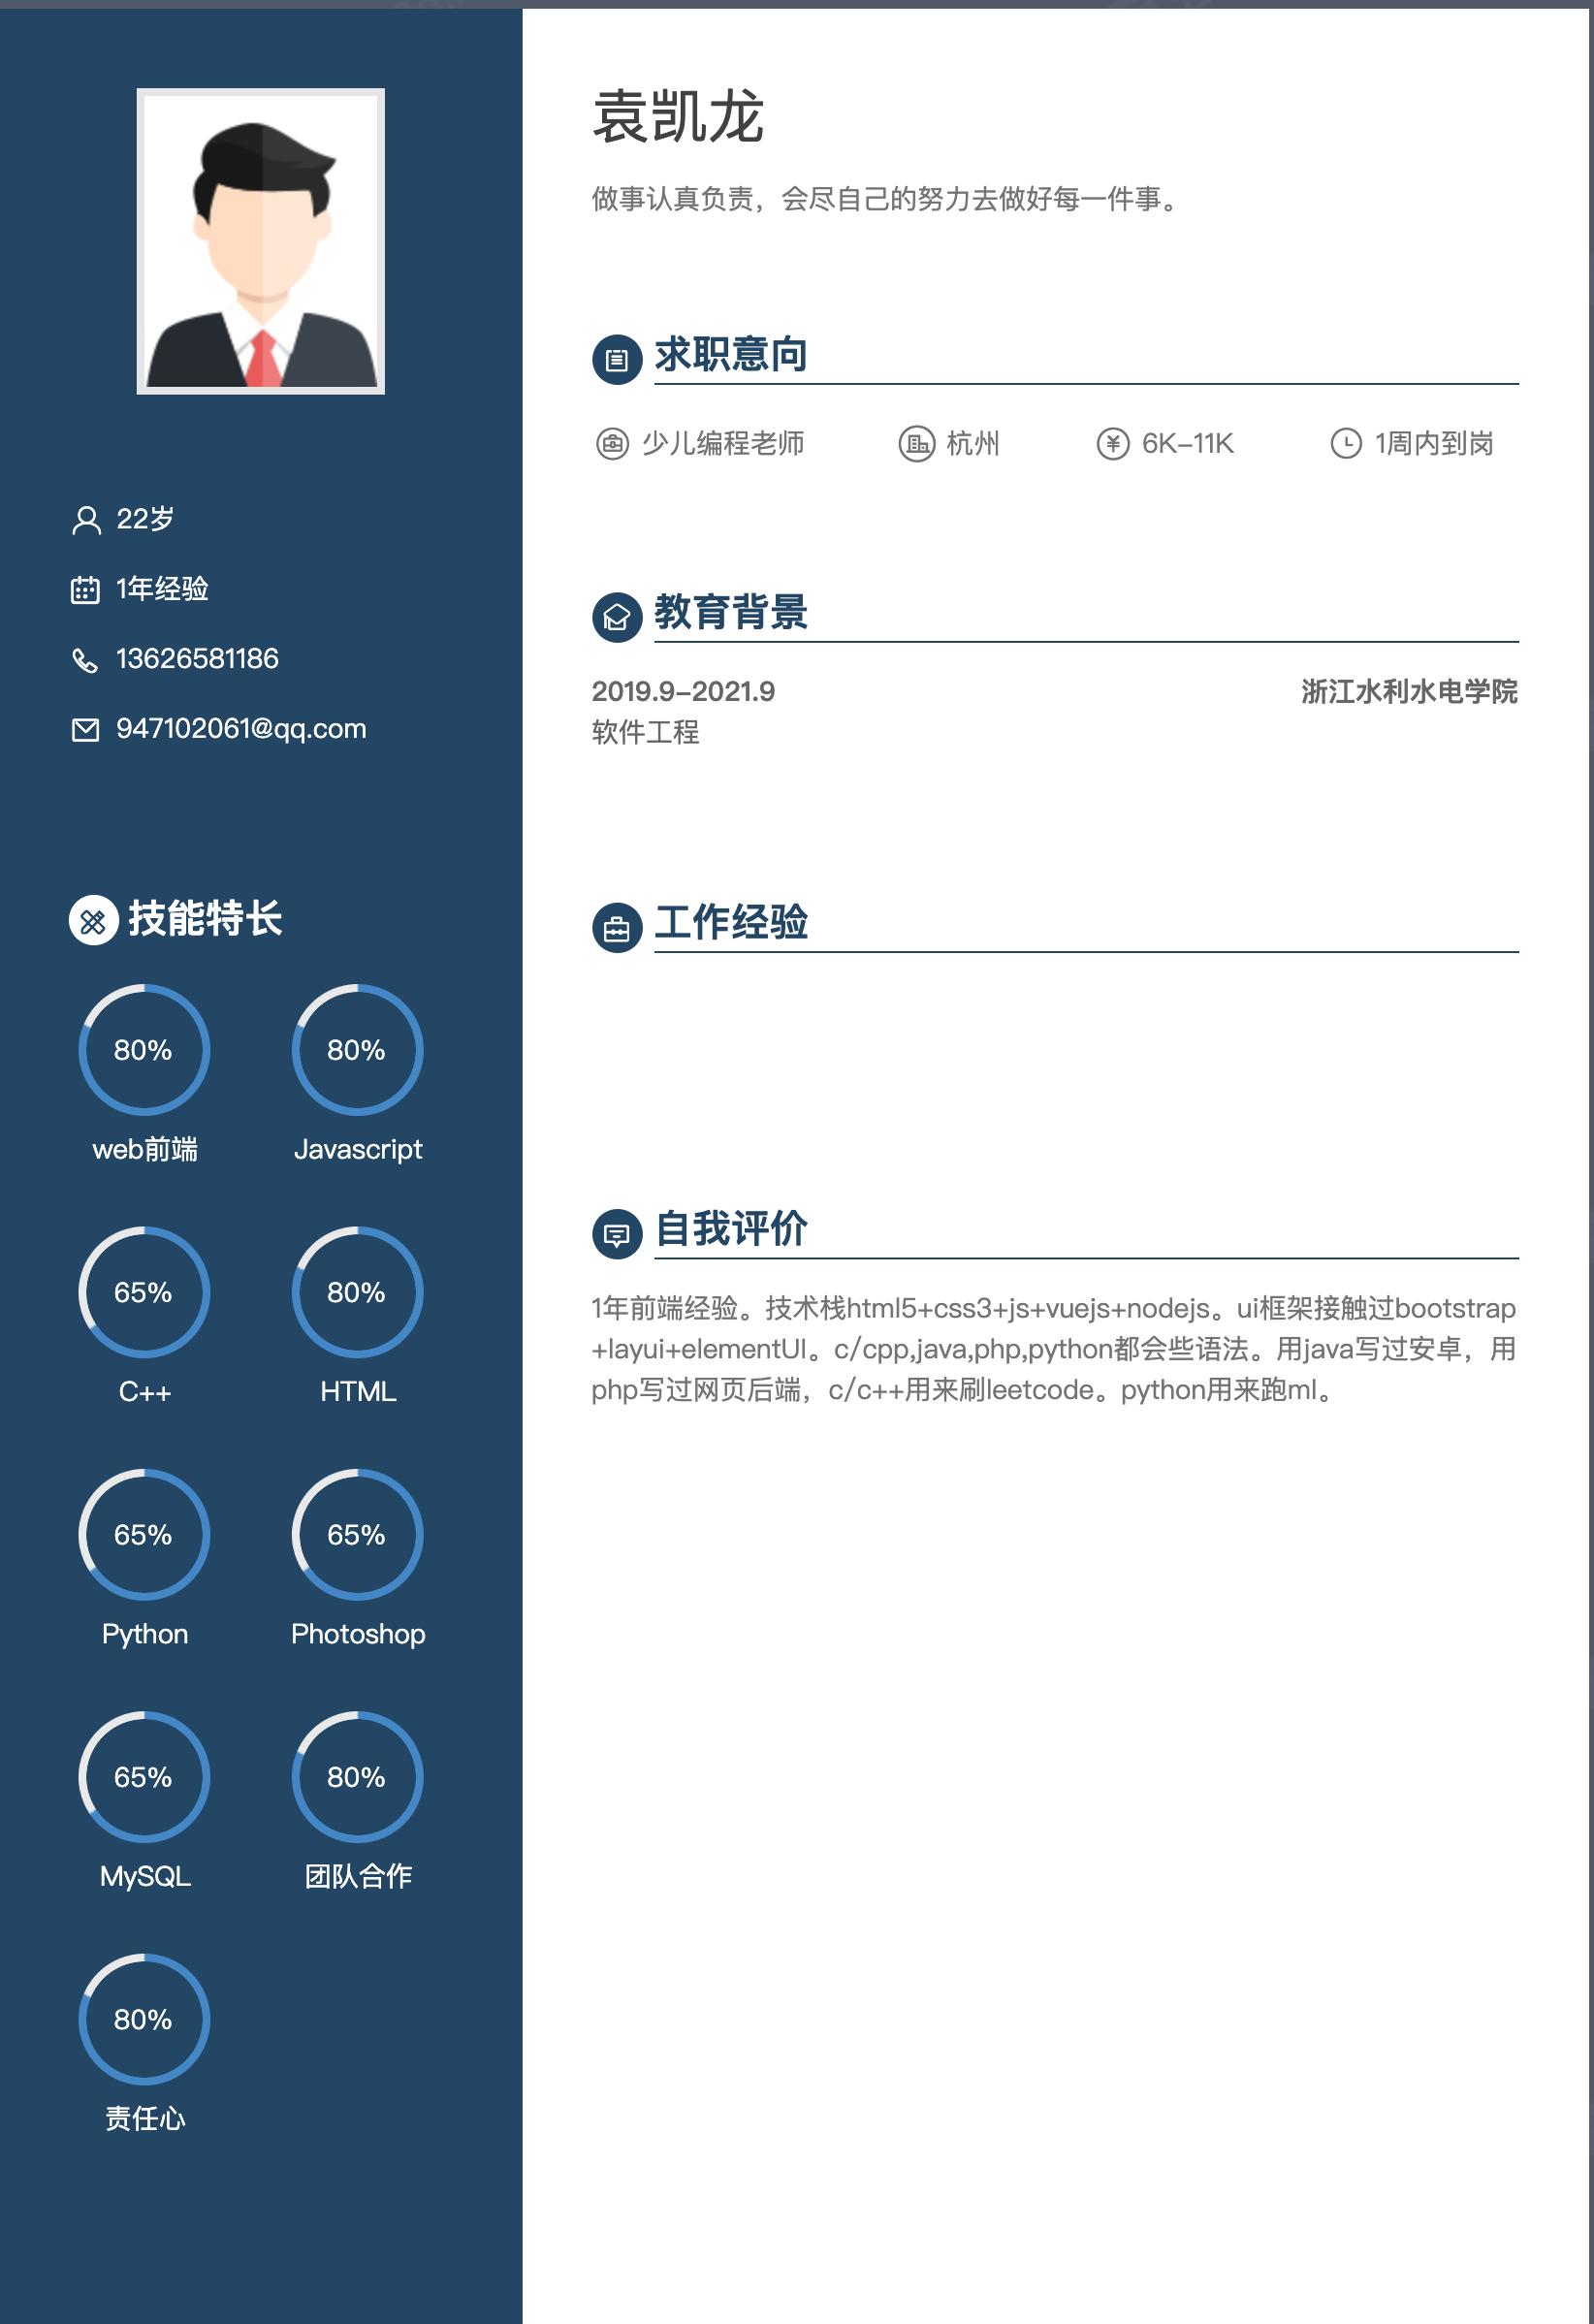 袁凯龙
做事认真负责，会尽自己的努力去做好每一件事。
求职意向
少儿编程老师 杭州 6K-11K 1周内到岗
22岁
1年经验
13626581186
947102061@qq.com
教育背景
2019.9-2021.9 浙江水利水电学院
软件工程
技能特长
80% 80%
web前端 Javascript
65% 80%
C++ HTML
65% 65%
Python Photoshop
65% 80%
MySQL 团队合作
80%
责任心
工作经验
自我评价
1年前端经验。技术栈html5+css3+js+vuejs+nodejs。ui框架接触过bootstrap
+layui+elementUI。c/cpp,java,php,python都会些语法。用java写过安卓，用
php写过网页后端，c/c++用来刷leetcode。python用来跑ml。